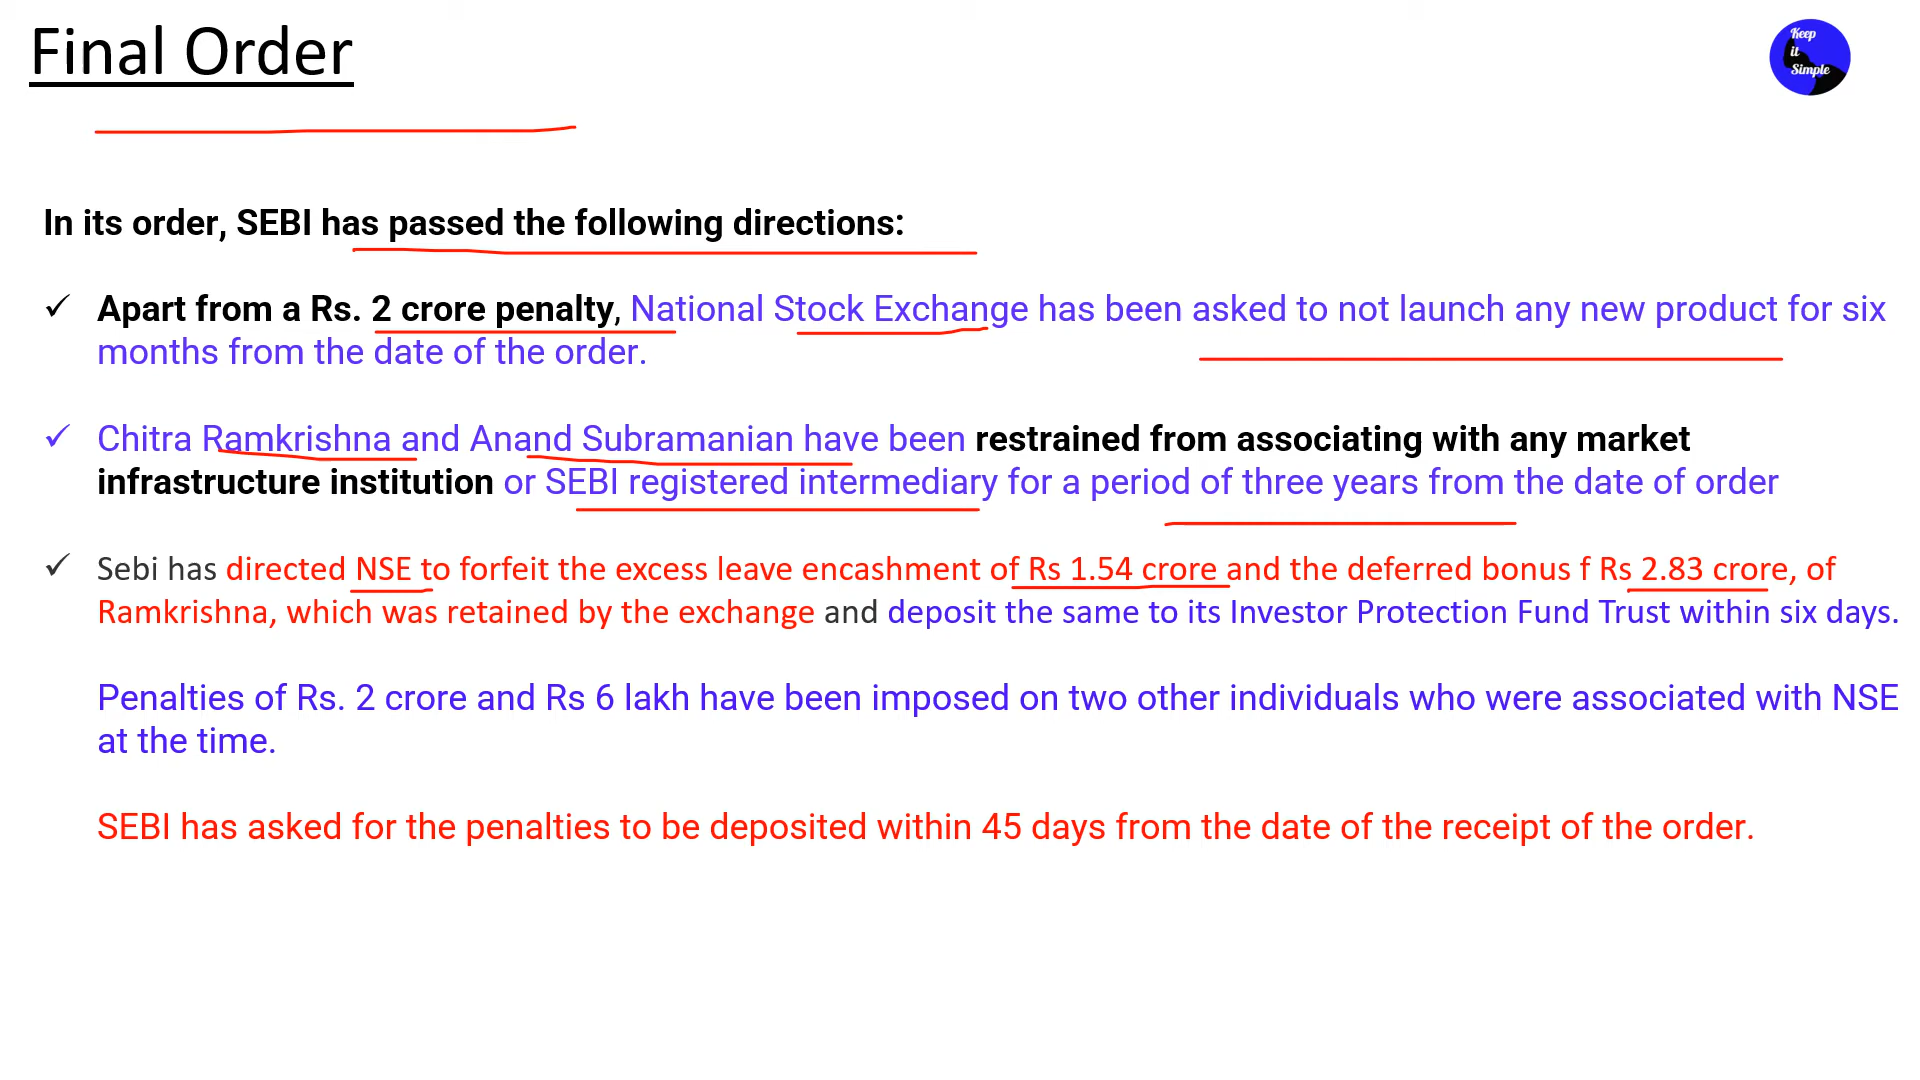 Final Order
Keep
it
Simple
In its order, SEBI has passed the following directions:
✓ Apart from a Rs. 2 crore penalty, National Stock Exchange has been asked to not launch any new product for six
months from the date of the order.
✓ Chitra Ramkrishna and Anand Subramanian have been restrained from associating with any market
infrastructure institution or SEBI registered intermediary for a period of three years from the date of order
✓ Sebi has directed NSE to forfeit the excess leave encashment of Rs 1.54 crore and the deferred bonus f Rs 2.83 crore, of
Ramkrishna, which was retained by the exchange and deposit the same to its Investor Protection Fund Trust within six days.
Penalties of Rs. 2 crore and Rs 6 lakh have been imposed on two other individuals who were associated with NSE
at the time.
SEBI has asked for the penalties to be deposited within 45 days from the date of the receipt of the order.